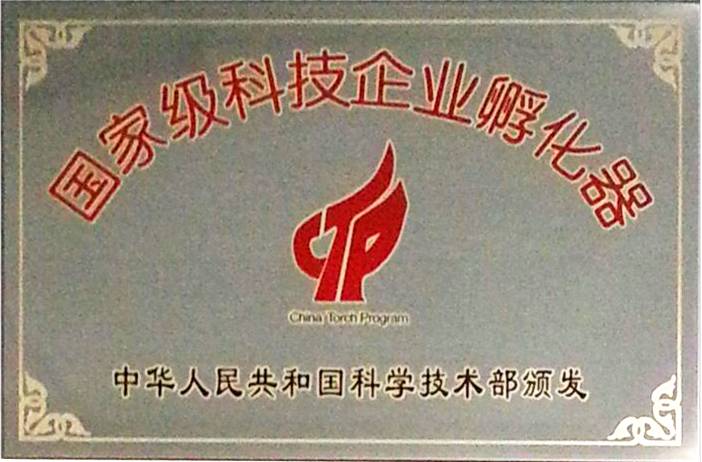 国家级科技企业孵化器
CTP
China Torch Program
中华人民共和国科学技术部颁发